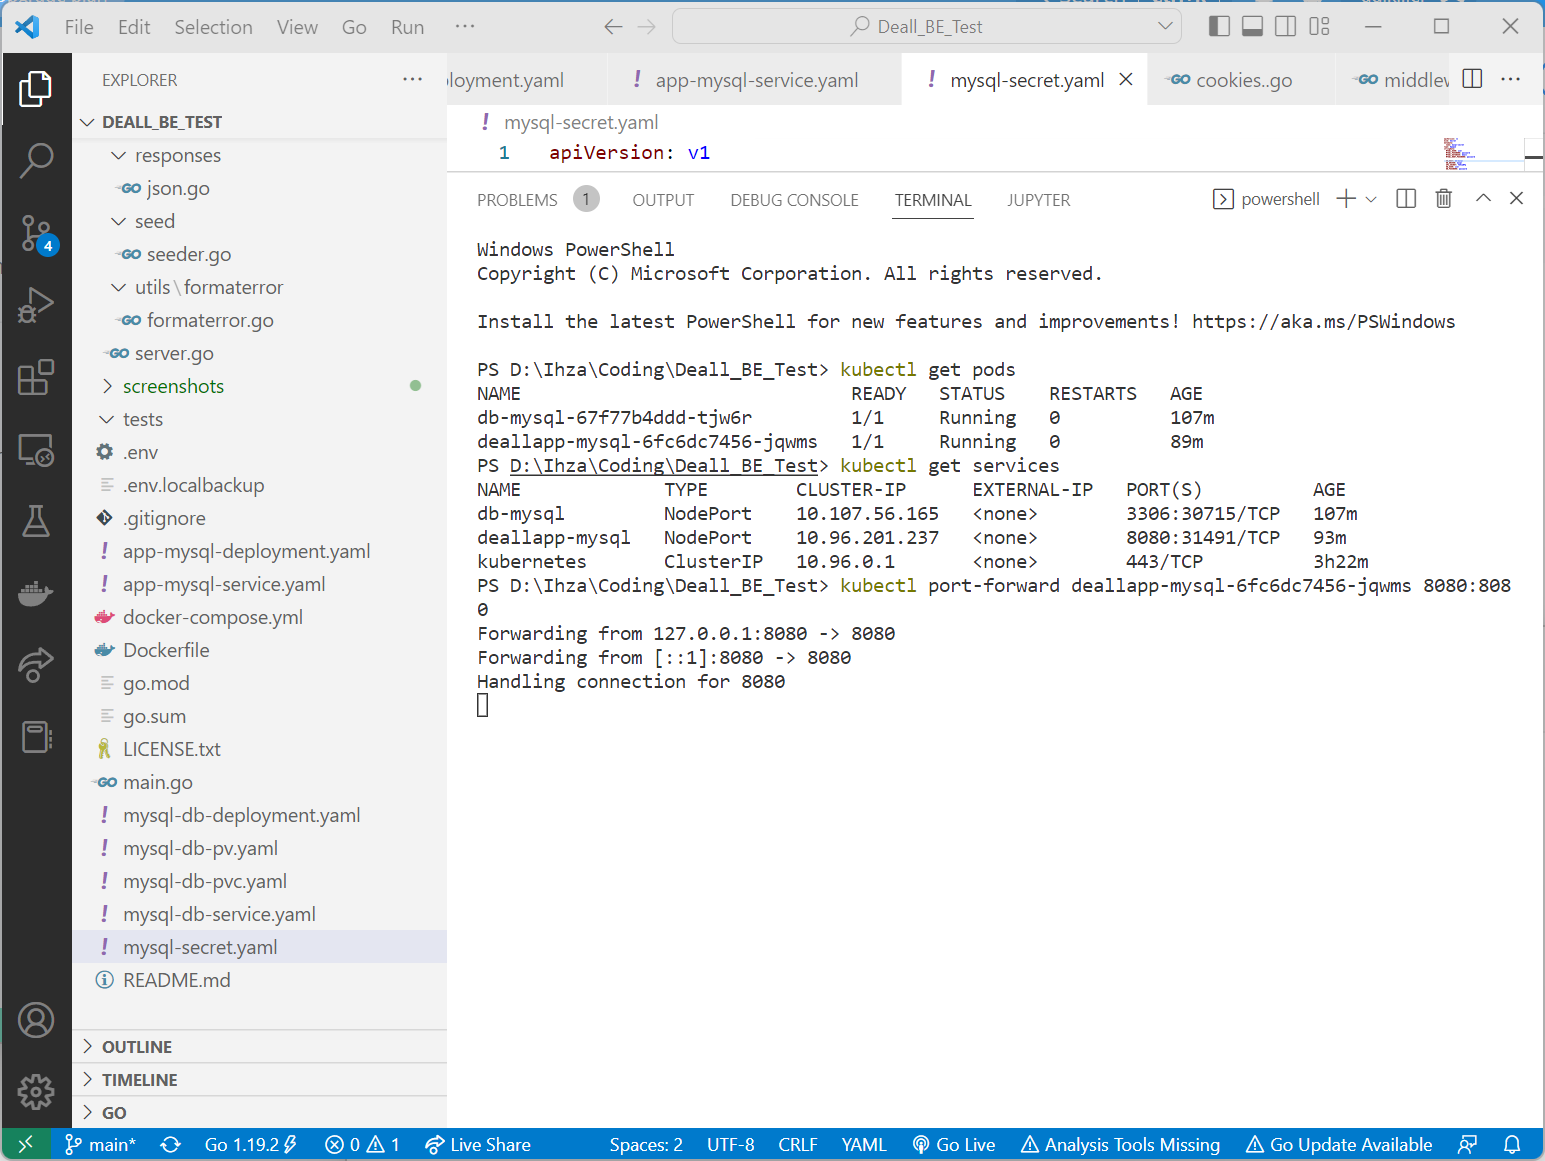 File Edit Selection View Go Run ··· Deall_BE_Test
EXPLORER ···
DEALL_BE_TEST
responses
json.go
seed
seeder.go
utils\formaterror
formaterror.go
server.go
screenshots
tests
.env
.env.localbackup
.gitignore
app-mysql-deployment.yaml
app-mysql-service.yaml
docker-compose.yml
Dockerfile
go.mod
go.sum
LICENSE.txt
main.go
mysql-db-deployment.yaml
mysql-db-pv.yaml
mysql-db-pvc.yaml
mysql-db-service.yaml
mysql-secret.yaml
README.md
OUTLINE
TIMELINE
GO
4
loyment.yaml ! app-mysql-service.yaml ! mysql-secret.yaml cookies..go middlew
! mysql-secret.yaml
1 apiVersion: v1
PROBLEMS 1 OUTPUT DEBUG CONSOLE TERMINAL JUPYTER powershell
Windows PowerShell
Copyright (C) Microsoft Corporation. All rights reserved.
Install the latest PowerShell for new features and improvements! https://aka.ms/PSWindows
PS D:\Ihza\Coding\Deall_BE_Test> kubectl get pods
NAME READY STATUS RESTARTS AGE
db-mysql-67f77b4ddd-tjw6r 1/1 Running 0 107m
deallapp-mysql-6fc6dc7456-jqwms 1/1 Running 0 89m
PS D:\Ihza\Coding\Deall_BE_Test> kubectl get services
NAME TYPE CLUSTER-IP EXTERNAL-IP PORT(S) AGE
db-mysql NodePort 10.107.56.165 <none> 3306:30715/TCP 107m
deallapp-mysql NodePort 10.96.201.237 <none> 8080:31491/TCP 93m
kubernetes ClusterIP 10.96.0.1 <none> 443/TCP 3h22m
PS D:\Ihza\Coding\Deall_BE_Test> kubectl port-forward deallapp-mysql-6fc6dc7456-jqwms 8080:808
0
Forwarding from 127.0.0.1:8080 -> 8080
Forwarding from [::1]:8080 -> 8080
Handling connection for 8080
main* Go 1.19.2 0 1 Live Share Spaces: 2 UTF-8 CRLF YAML Go Live Analysis Tools Missing Go Update Available